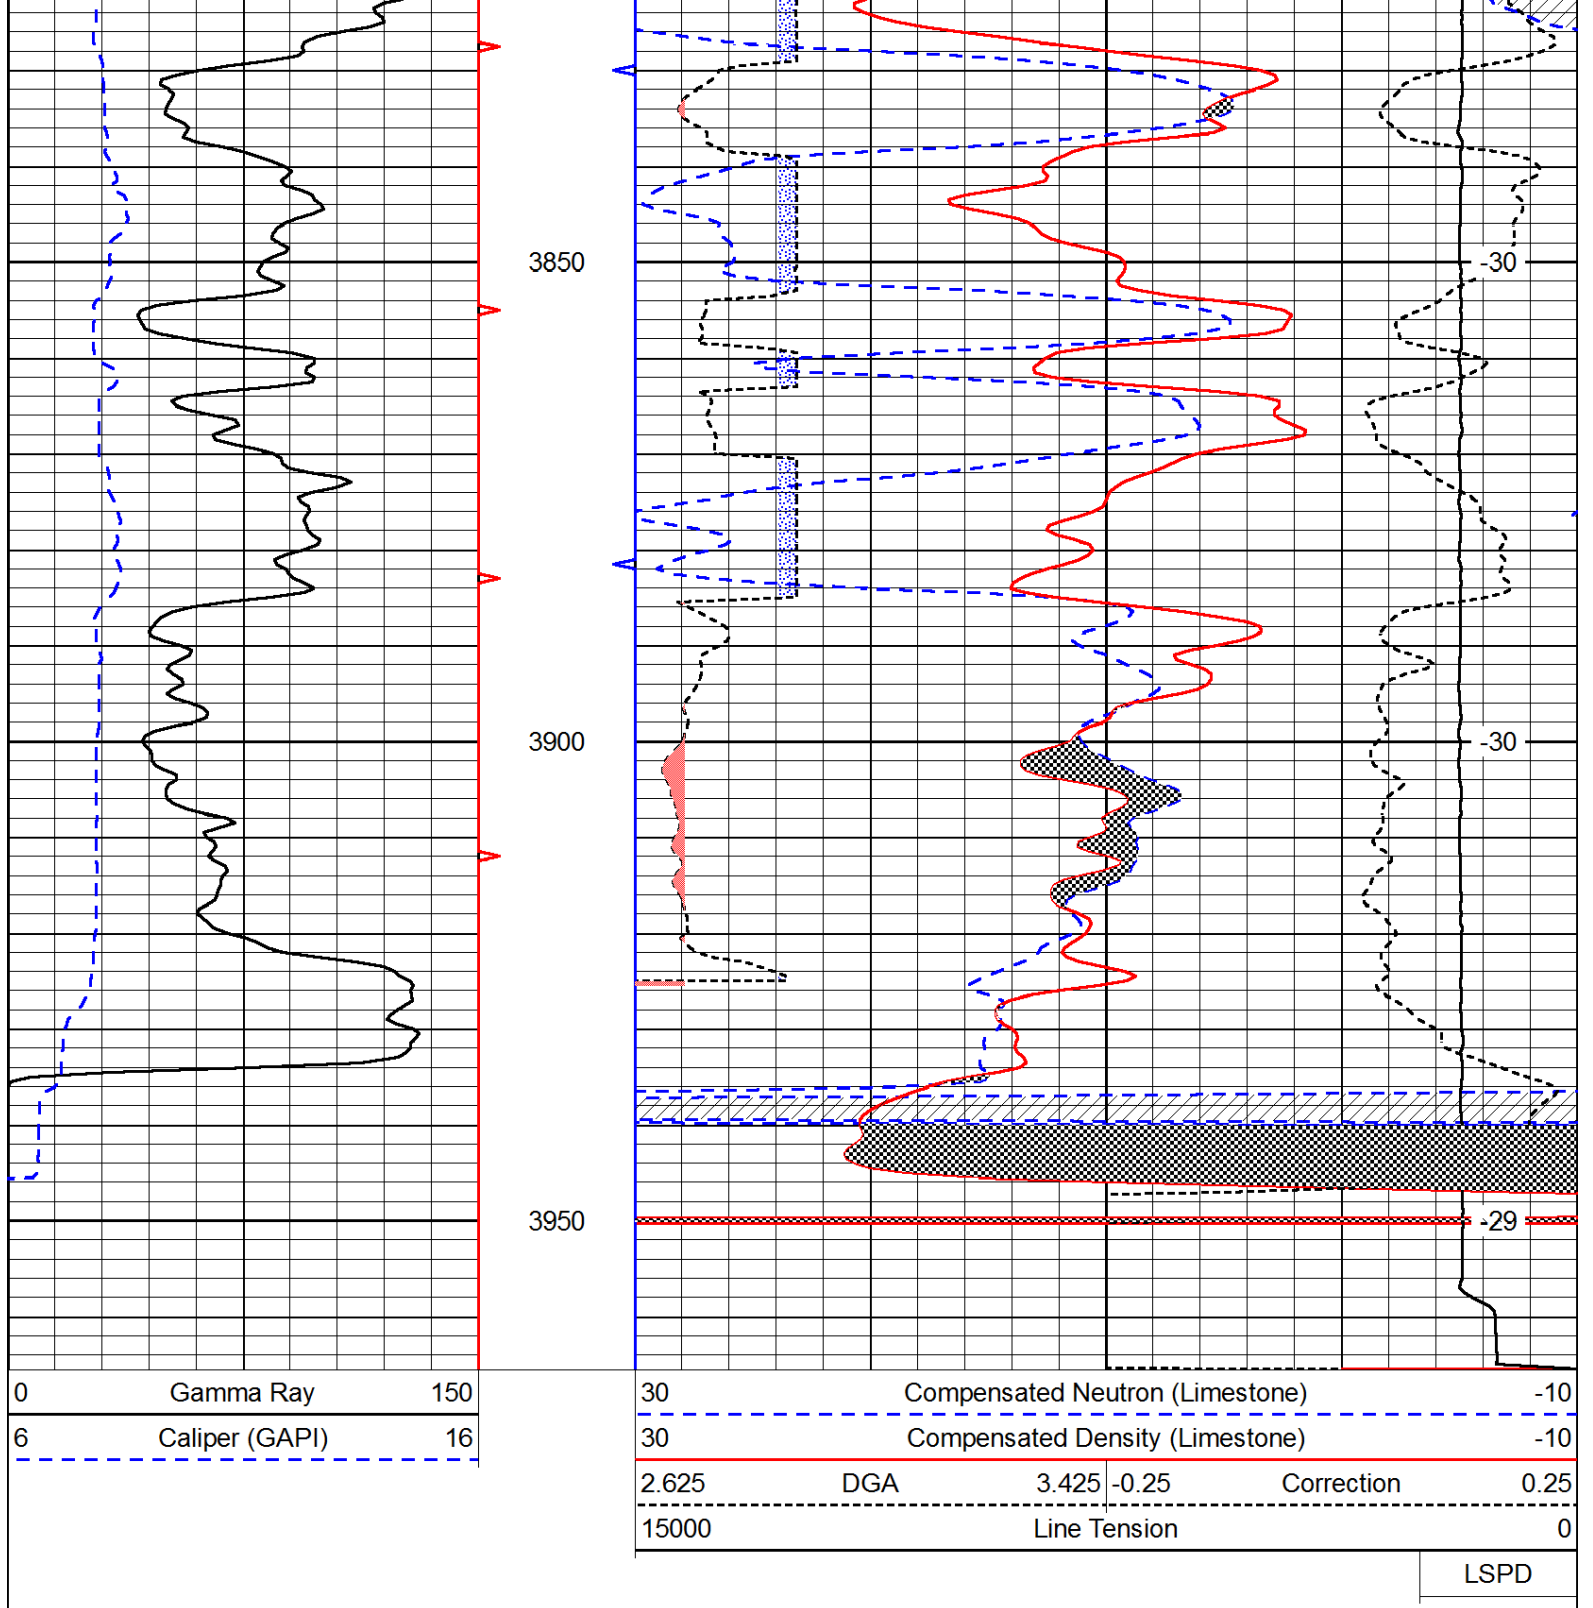 3850
-30
3900
-30
3950
-29
0 Gamma Ray 150
6 Caliper (GAPI) 16
30 Compensated Neutron (Limestone) -10
30 Compensated Density (Limestone) -10
2.625 DGA 3.425 -0.25 Correction 0.25
15000 Line Tension 0
LSPD